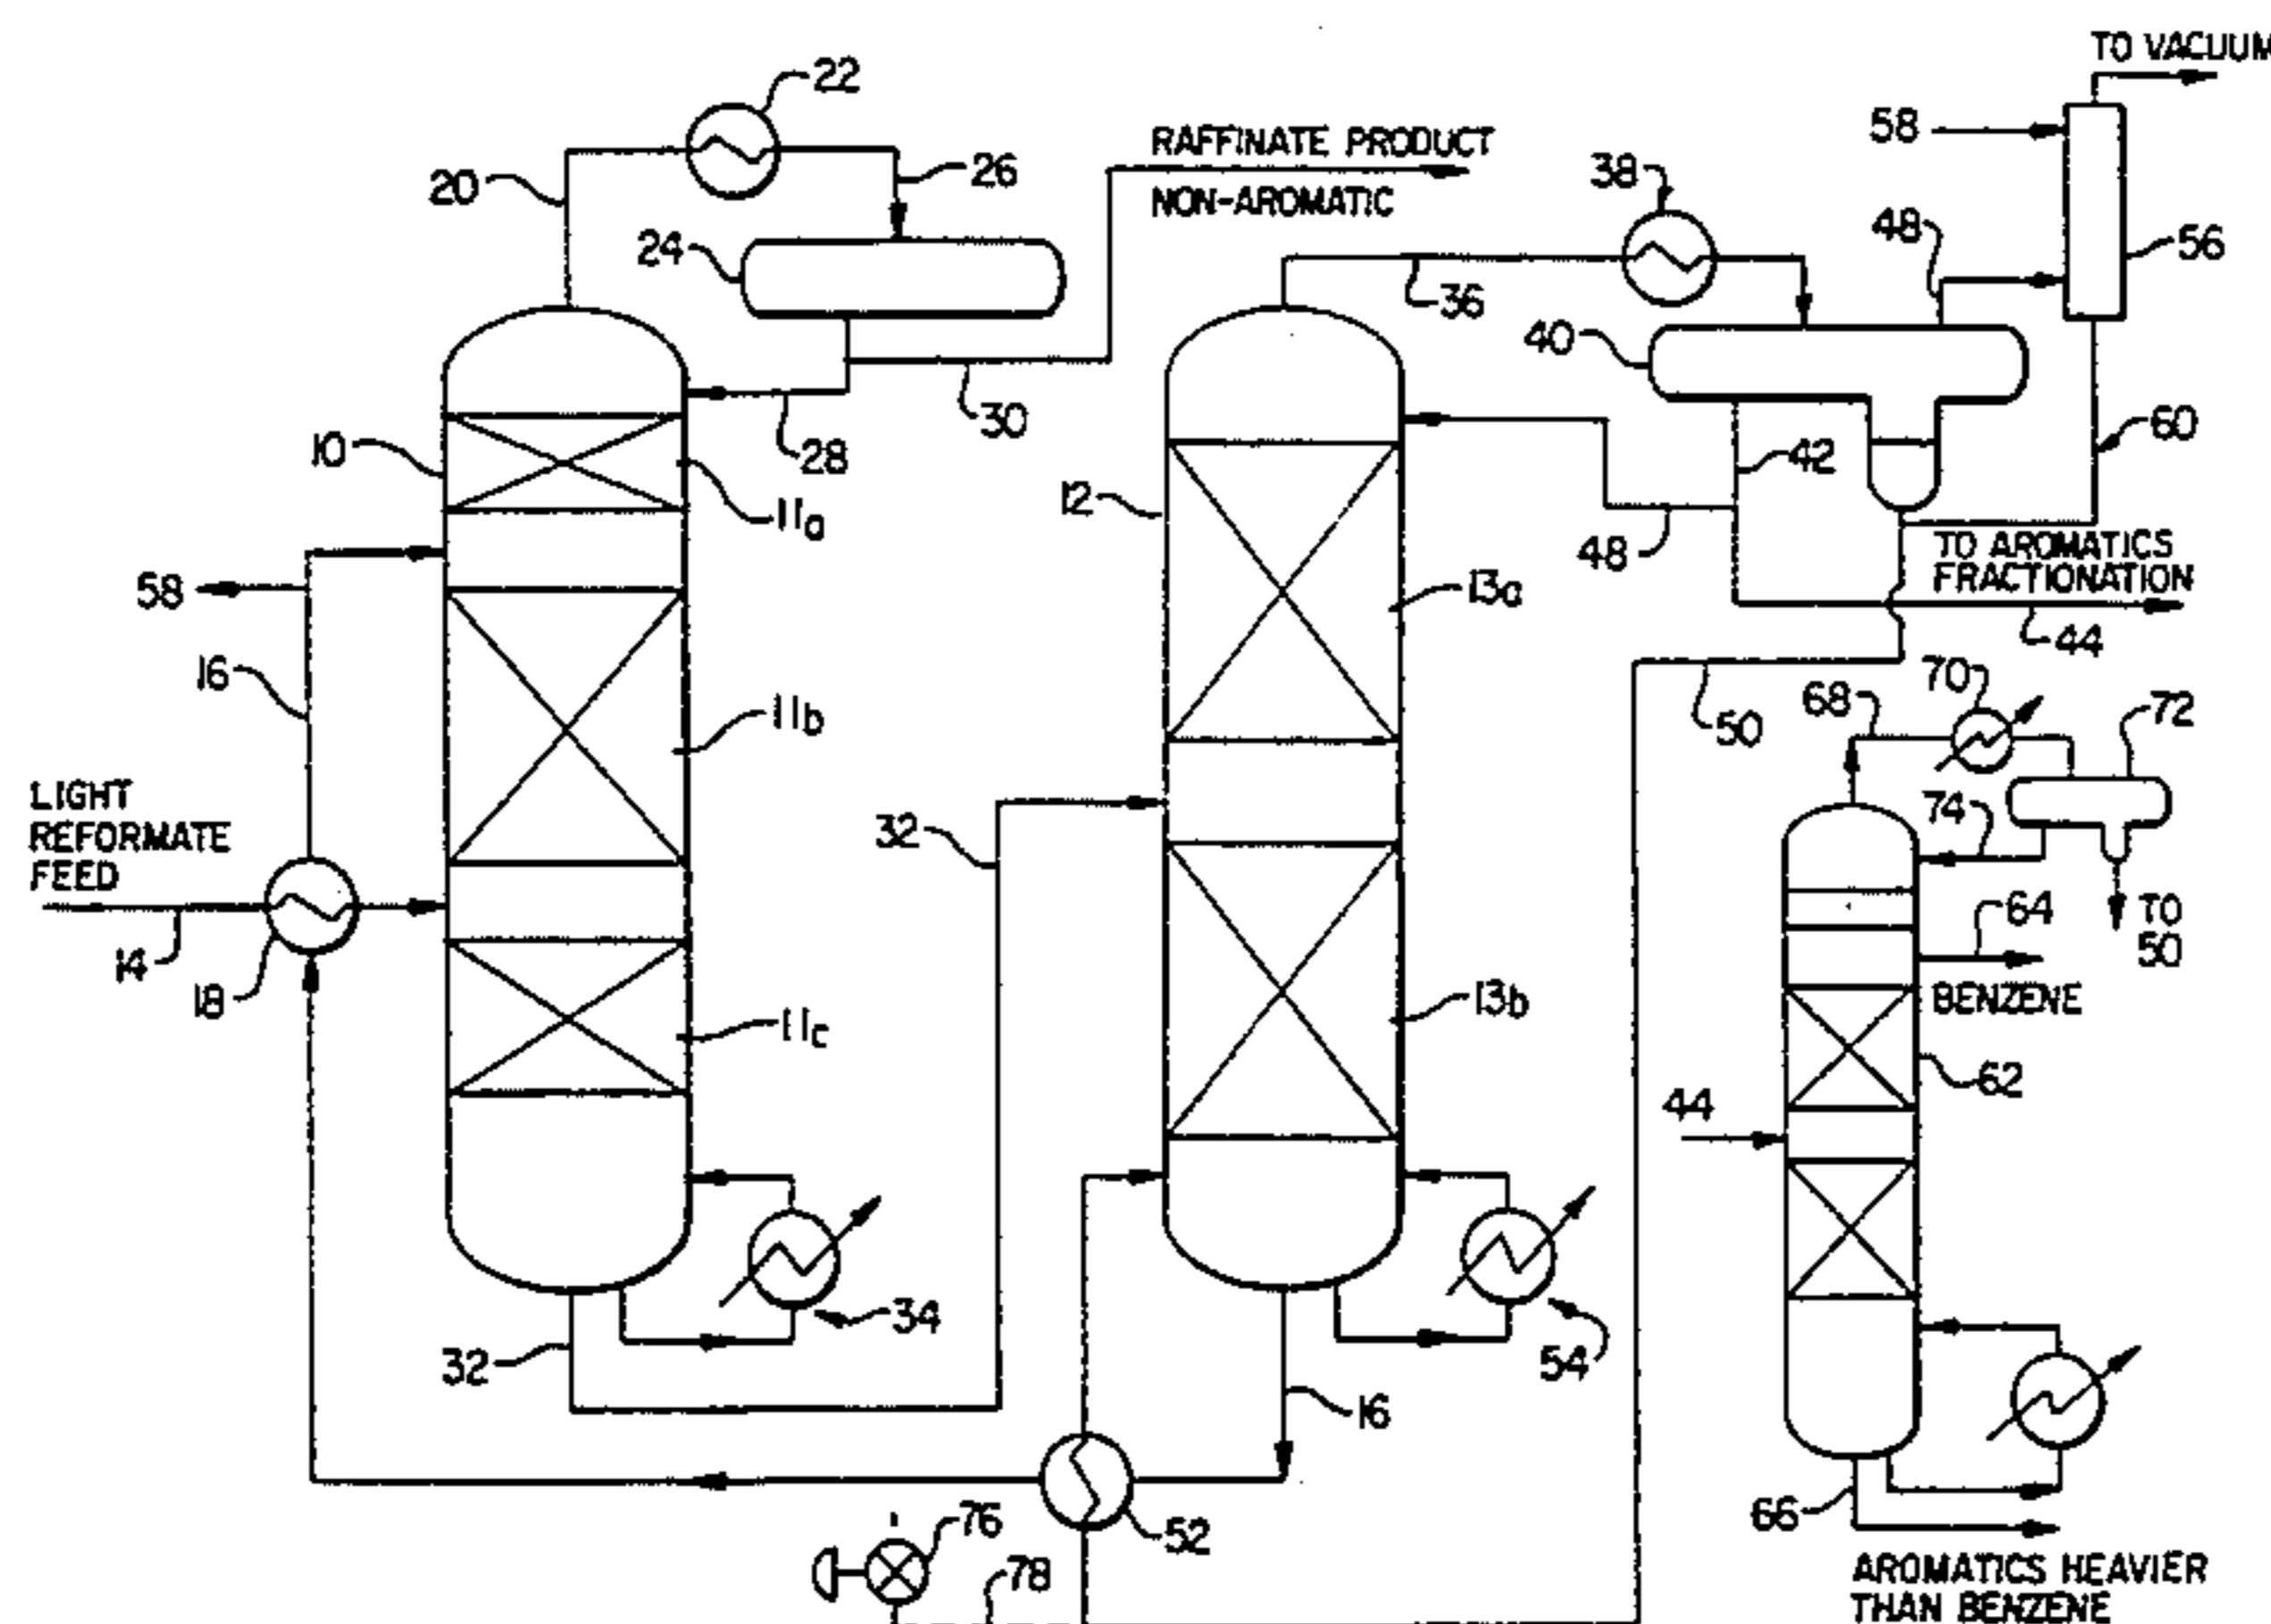 TO VACUUM
22
58
RAFFINATE PRODUCT
26
38
20
NON-AROMATIC
48
56
24
36
40
10
30
60
28
42
12
11a
48
TO AROMATICS
FRACTIONATION
58
13a
44
16
70
68
72
11b
50
LIGHT
REFORMATE
FEED
74
32
64
TO
50
14
18
13b
BENZENE
11c
62
44
34
54
32
16
66
76
52
AROMATICS HEAVIER
THAN BENZENE
78